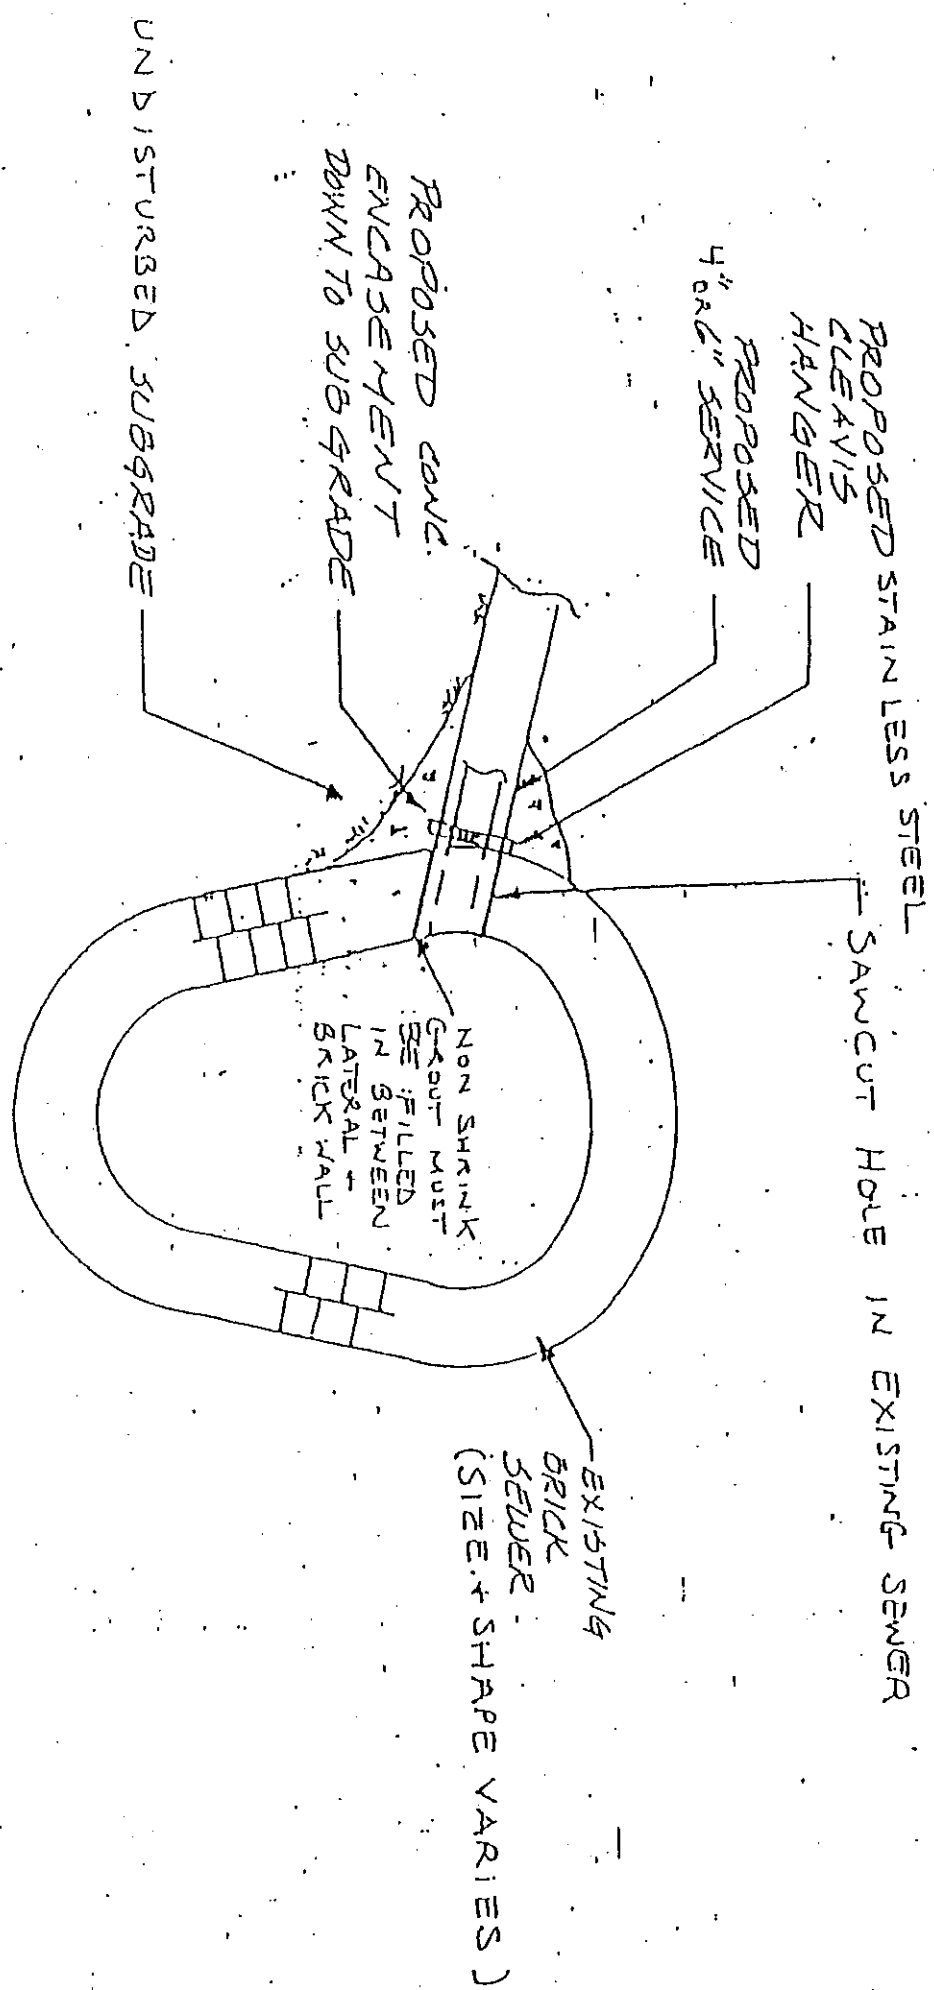 PROPOSED STAINLESS STEEL
CLEAVIS
HANGER
PROPOSED
4" OR 6" SERVICE
PROPOSED CONC.
ENCASEMENT
DOWN TO SUBGRADE
UNDISTURBED SUBGRADE
SAWCUT HOLE IN EXISTING SEWER
NON SHRINK
GROUT MUST
BE FILLED
IN BETWEEN
LATERAL +
BRICK WALL
EXISTING
BRICK
SEWER
(SIZE + SHAPE VARIES)